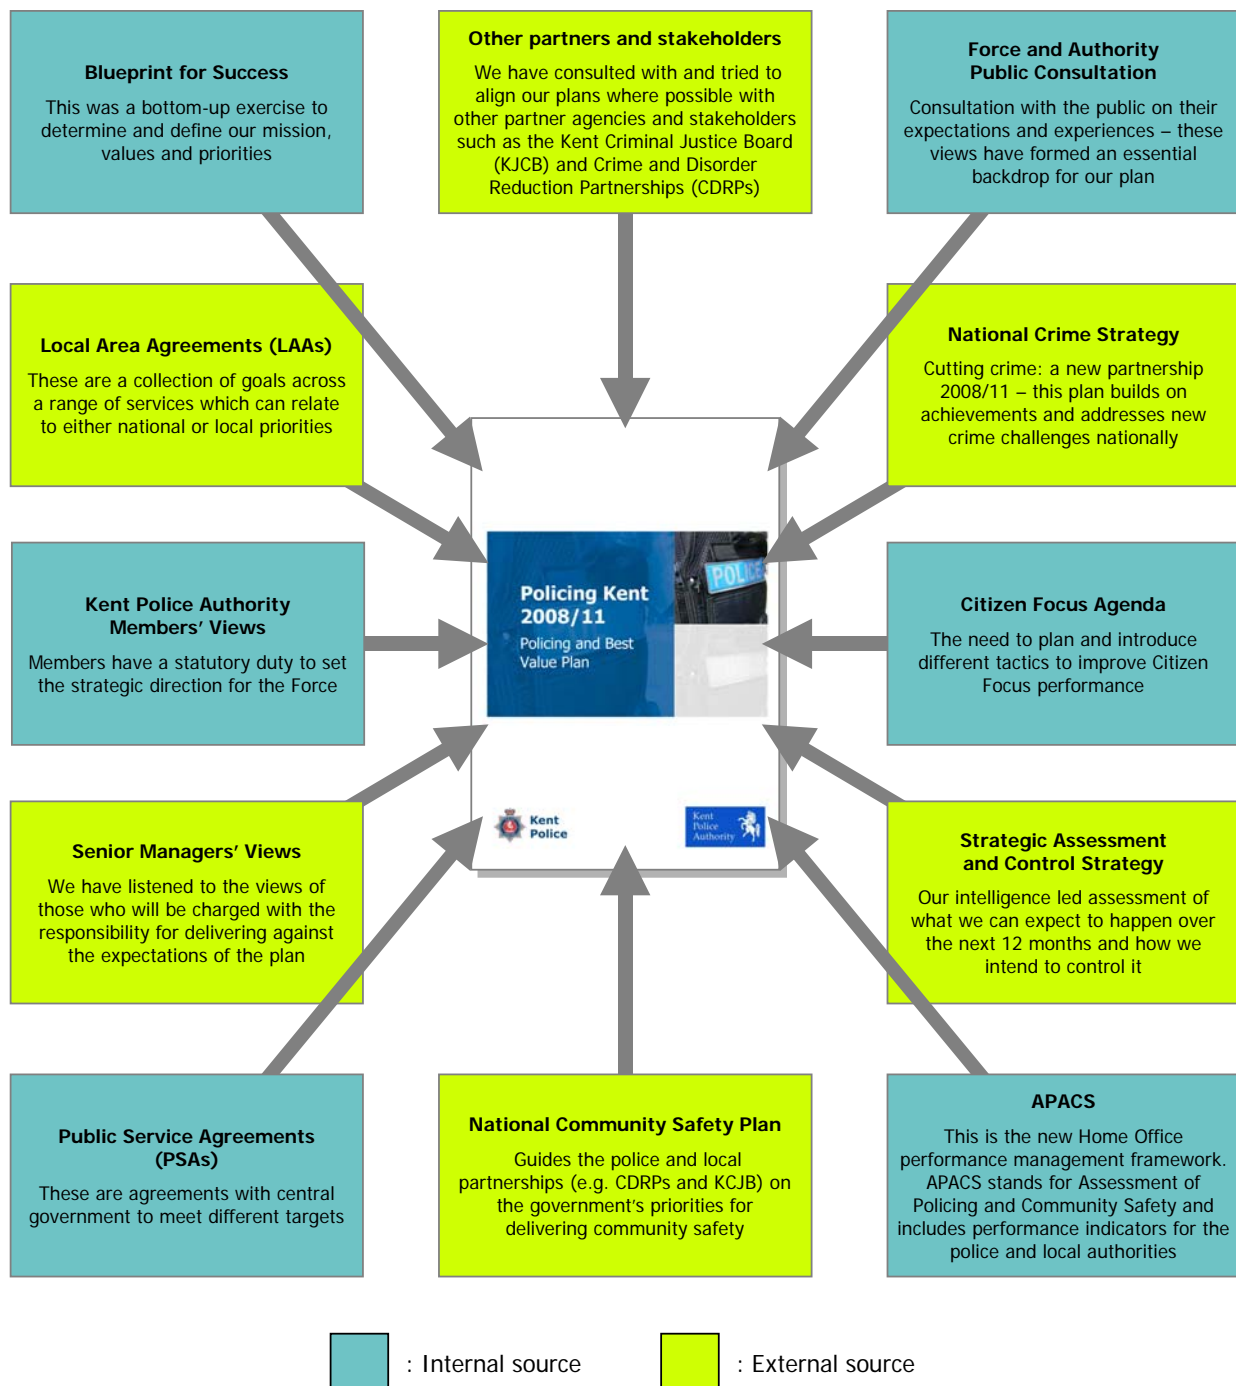 Blueprint for Success
This was a bottom-up exercise to
determine and define our mission,
values and priorities
Other partners and stakeholders
We have consulted with and tried to
align our plans where possible with
other partner agencies and stakeholders
such as the Kent Criminal Justice Board
(KJCB) and Crime and Disorder
Reduction Partnerships (CDRPs)
Force and Authority
Public Consultation
Consultation with the public on their
expectations and experiences – these
views have formed an essential
backdrop for our plan
Local Area Agreements (LAAs)
These are a collection of goals across
a range of services which can relate
to either national or local priorities
National Crime Strategy
Cutting crime: a new partnership
2008/11 – this plan builds on
achievements and addresses new
crime challenges nationally
Kent Police Authority
Members' Views
Members have a statutory duty to set
the strategic direction for the Force
Policing Kent
2008/11
Policing and Best
Value Plan
POLICE
Kent
Police
Kent
Police
Authority
Citizen Focus Agenda
The need to plan and introduce
different tactics to improve Citizen
Focus performance
Senior Managers' Views
We have listened to the views of
those who will be charged with the
responsibility for delivering against
the expectations of the plan
Strategic Assessment
and Control Strategy
Our intelligence led assessment of
what we can expect to happen over
the next 12 months and how we
intend to control it
Public Service Agreements
(PSAs)
These are agreements with central
government to meet different targets
National Community Safety Plan
Guides the police and local
partnerships (e.g. CDRPs and KCJB) on
the government's priorities for
delivering community safety
APACS
This is the new Home Office
performance management framework.
APACS stands for Assessment of
Policing and Community Safety and
includes performance indicators for the
police and local authorities
: Internal source
: External source